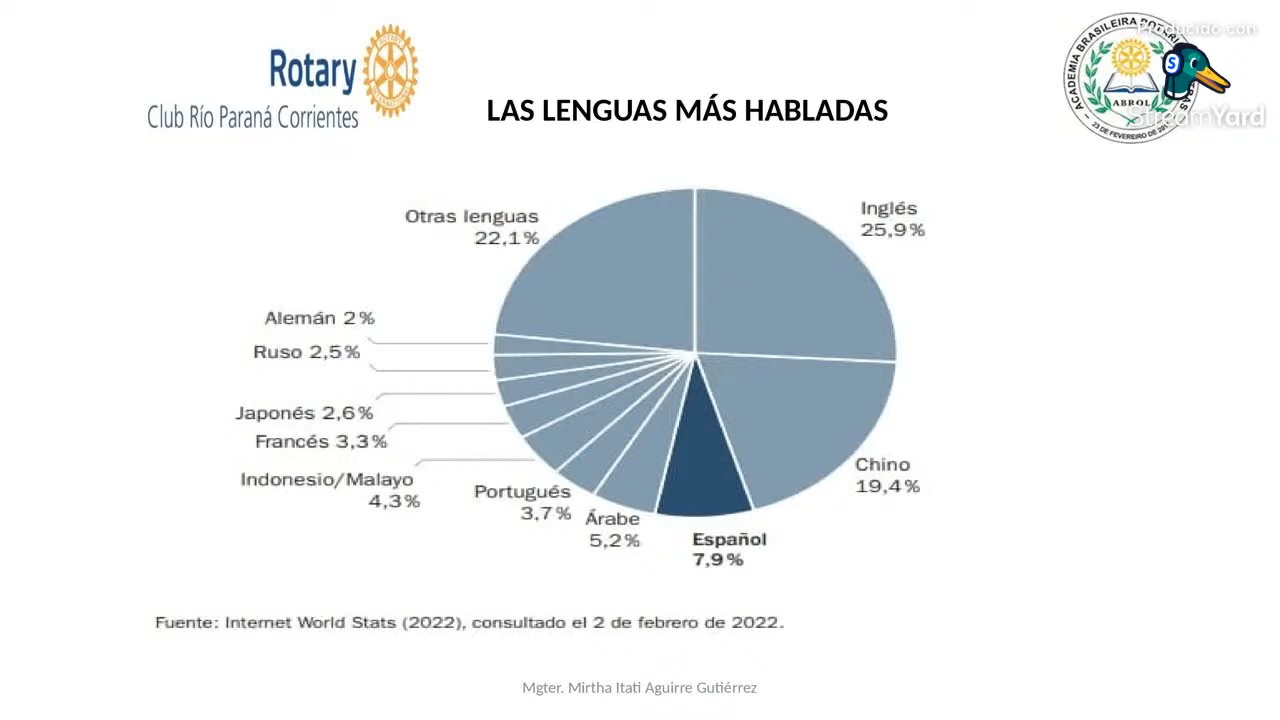 Rotary
Club Río Paraná Corrientes
LAS LENGUAS MÁS HABLADAS
Producido con
StreamYard
S
ABROL
Otras lenguas
22,1%
Inglés
25,9%
Alemán 2%
Ruso 2,5%
Japonés 2,6%
Francés 3,3%
Indonesio/Malayo
4,3%
Portugués
3,7%
Árabe
5,2%
Español
7,9%
Chino
19,4%
Fuente: Internet World Stats (2022), consultado el 2 de febrero de 2022.
Mgter. Mirtha Itati Aguirre Gutiérrez